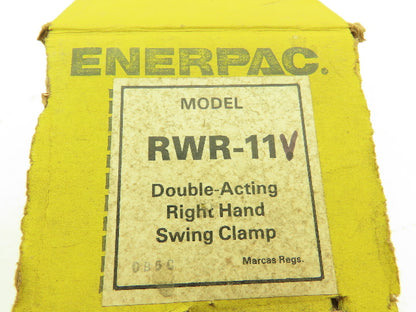 ENERPAC.
MODEL
RWR-11V
Double-Acting
Right Hand
Swing Clamp
Marcas Regs.